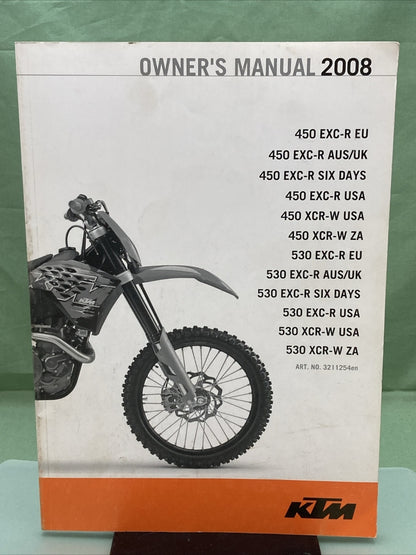 OWNER'S MANUAL 2008
450 EXC-R EU
450 EXC-R AUS/UK
450 EXC-R SIX DAYS
450 EXC-R USA
450 XCR-W USA
450 XCR-W ZA
530 EXC-R EU
530 EXC-R AUS/UK
530 EXC-R SIX DAYS
530 EXC-R USA
530 XCR-W USA
530 XCR-W ZA
ART. NO. 3211254en
KTM
KTM